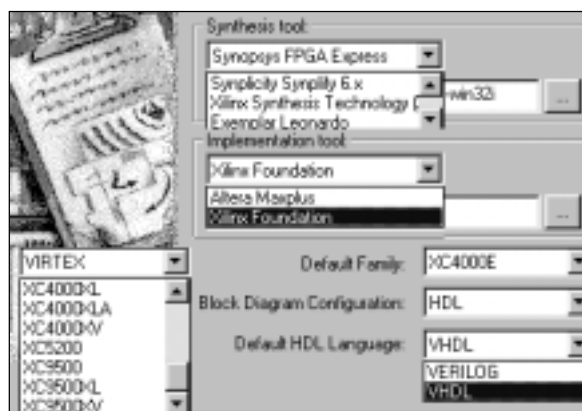 Synthesis tool:
Synopsys FPGA Express
Synplicity Synplify 6.x
Xilinx Synthesis Technology
Exemplar Leonardo
-win32i
...
Implementation tool:
Xilinx Foundation
Altera Maxplus
Xilinx Foundation
...
VIRTEX
XC4000XL
XC4000XLA
XC4000XV
XC5200
XC9500
XC9500XL
XC9500XV
Default Family:
XC4000E
Block Diagram Configuration:
HDL
Default HDL Language:
VHDL
VERILOG
VHDL